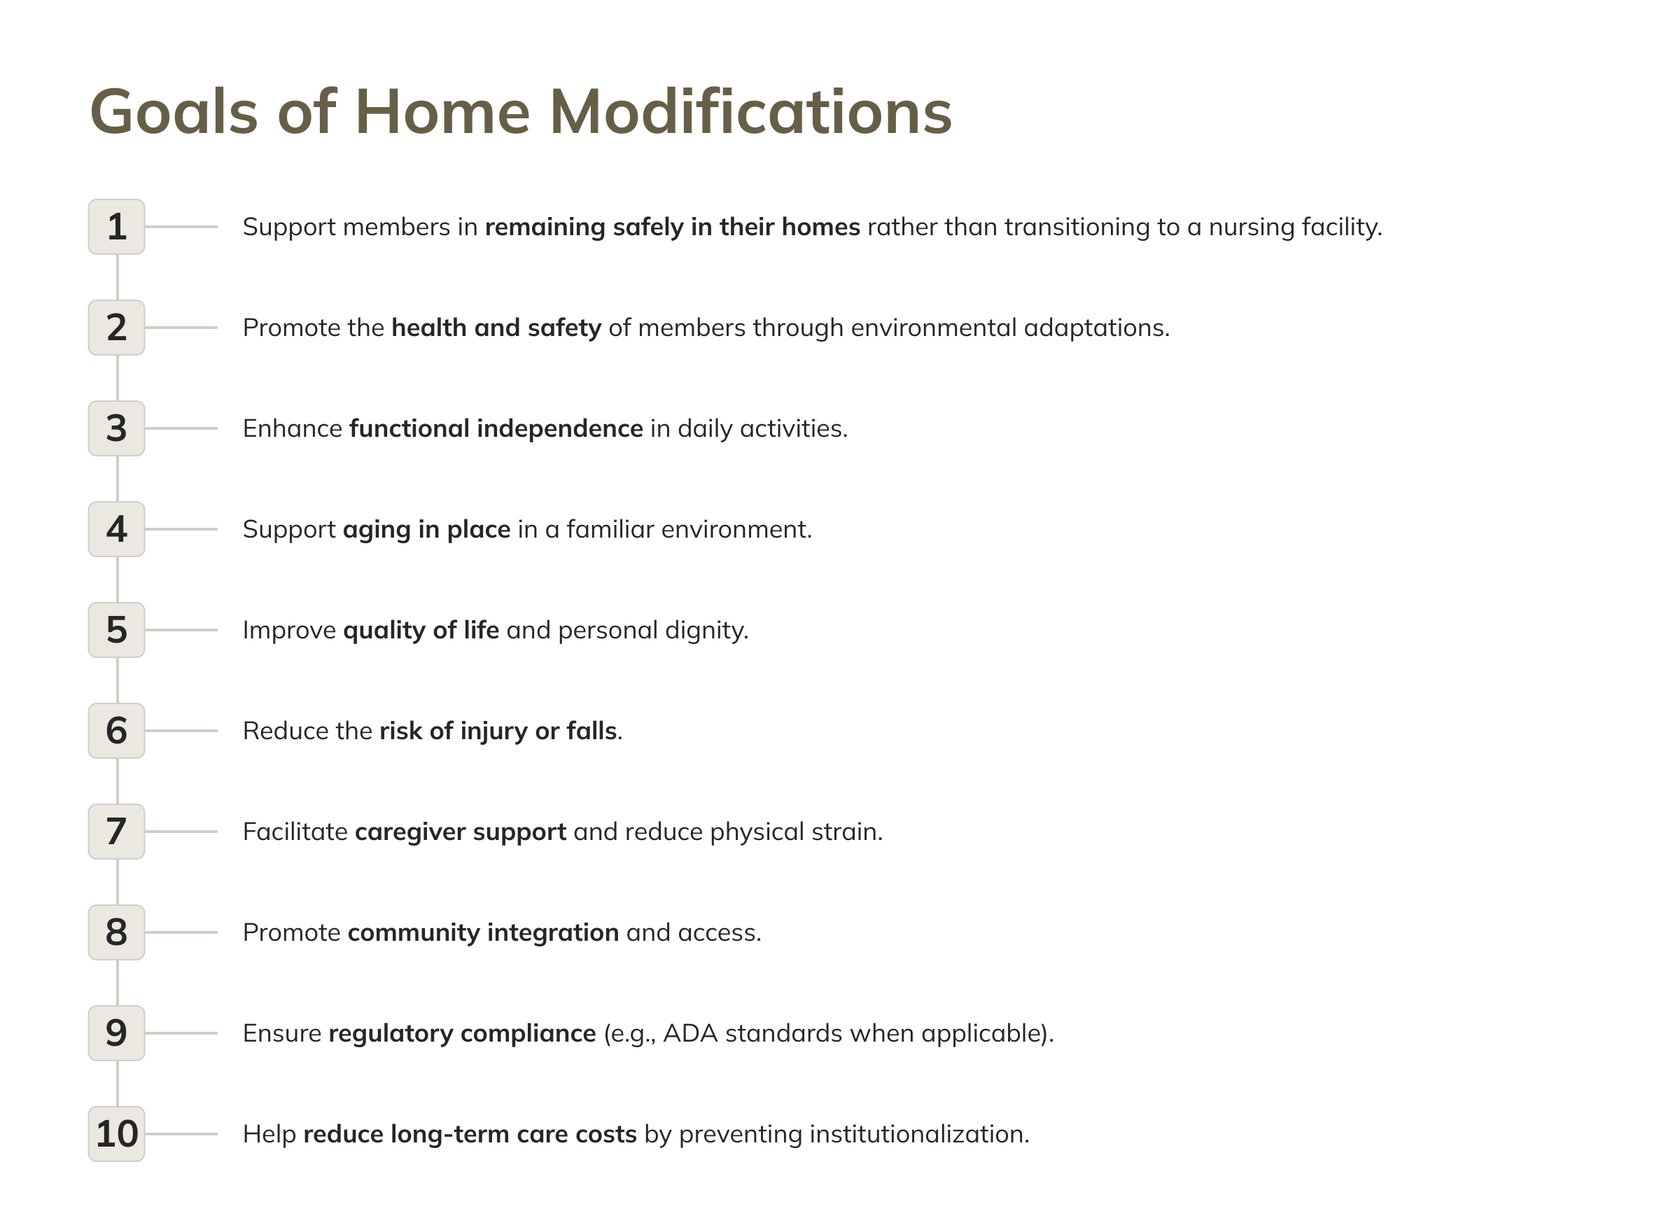 Goals of Home Modifications
1 Support members in remaining safely in their homes rather than transitioning to a nursing facility.
2 Promote the health and safety of members through environmental adaptations.
3 Enhance functional independence in daily activities.
4 Support aging in place in a familiar environment.
5 Improve quality of life and personal dignity.
6 Reduce the risk of injury or falls.
7 Facilitate caregiver support and reduce physical strain.
8 Promote community integration and access.
9 Ensure regulatory compliance (e.g., ADA standards when applicable).
10 Help reduce long-term care costs by preventing institutionalization.